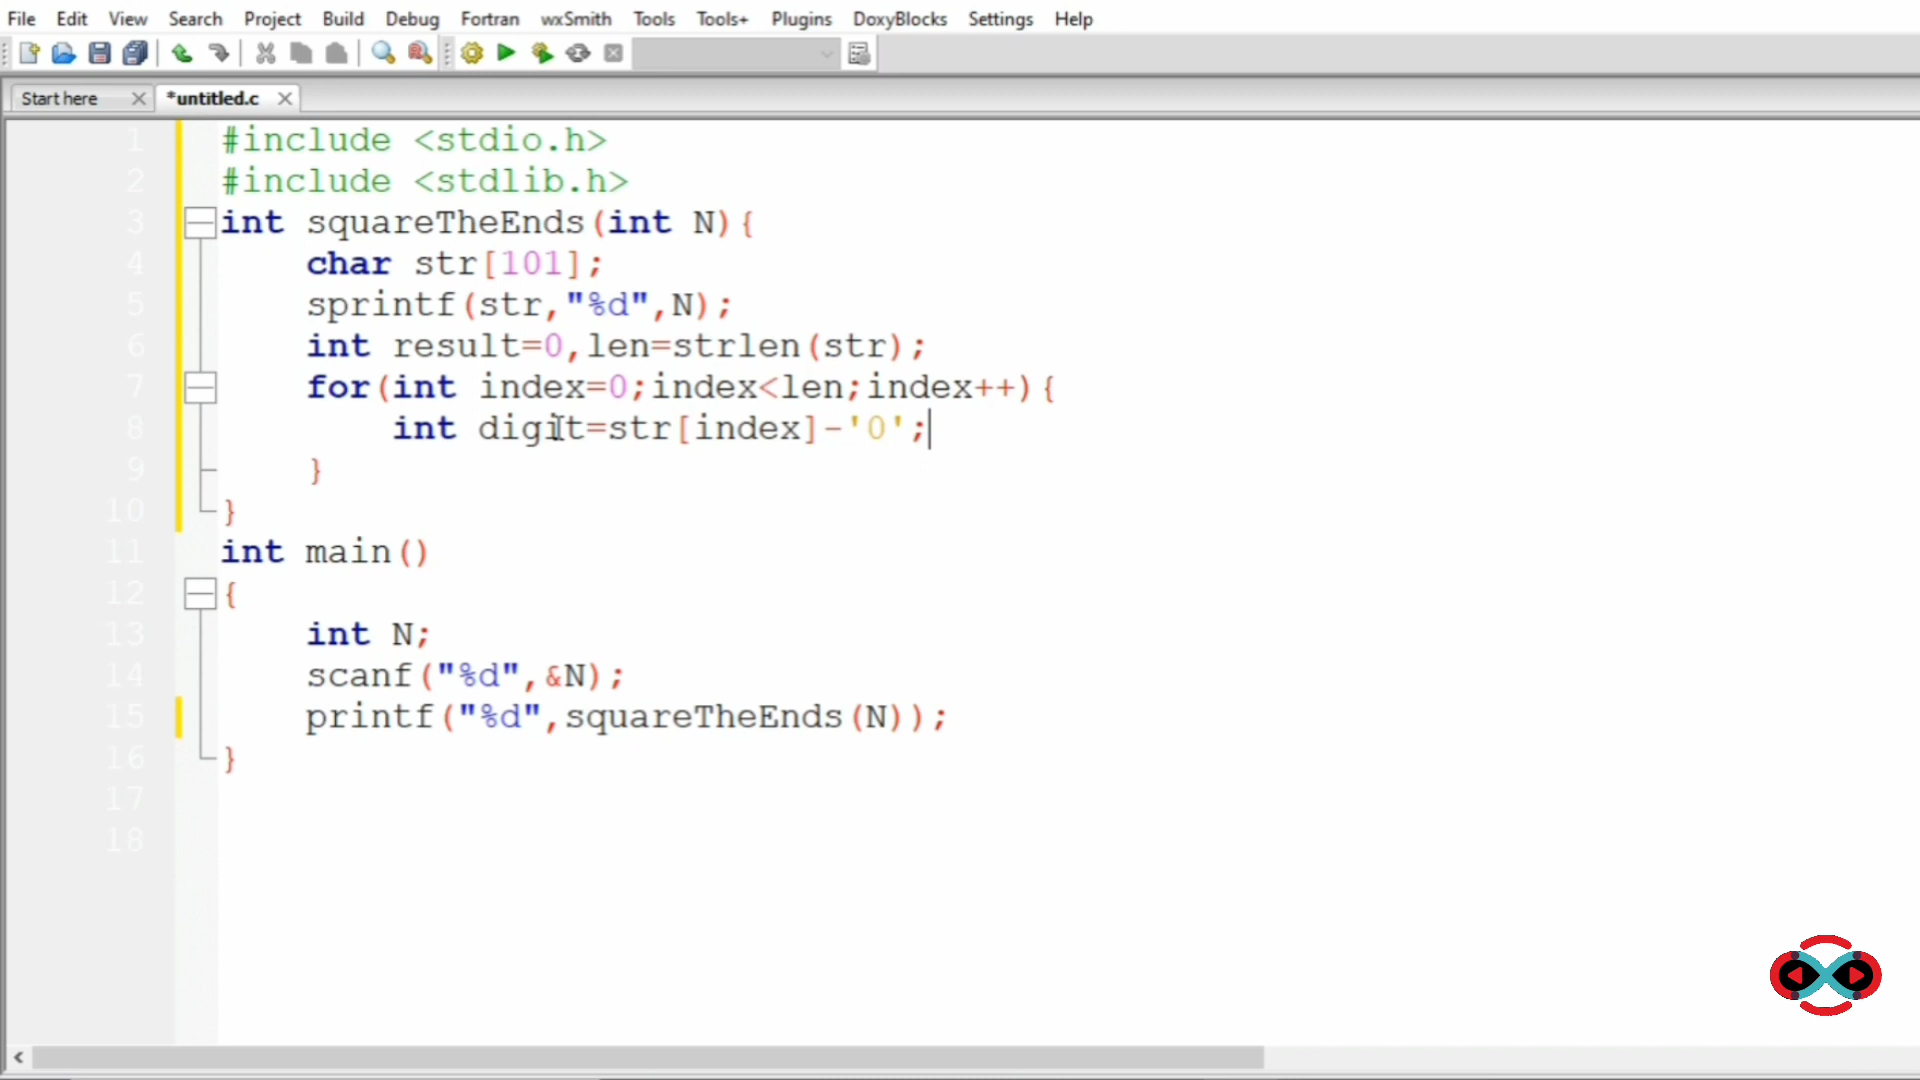 File Edit View Search Project Build Debug Fortran wxSmith Tools Tools+ Plugins DoxyBlocks Settings Help
Start here *untitled.c
1 #include <stdio.h>
2 #include <stdlib.h>
3 int squareTheEnds(int N){
4 char str[101];
5 sprintf(str,"%d",N);
6 int result=0,len=strlen(str);
7 for(int index=0;index<len;index++){
8 int digit=str[index]-'0';
9 }
10 }
11 int main()
12 {
13 int N;
14 scanf("%d",&N);
15 printf("%d",squareTheEnds(N));
16 }
17
18